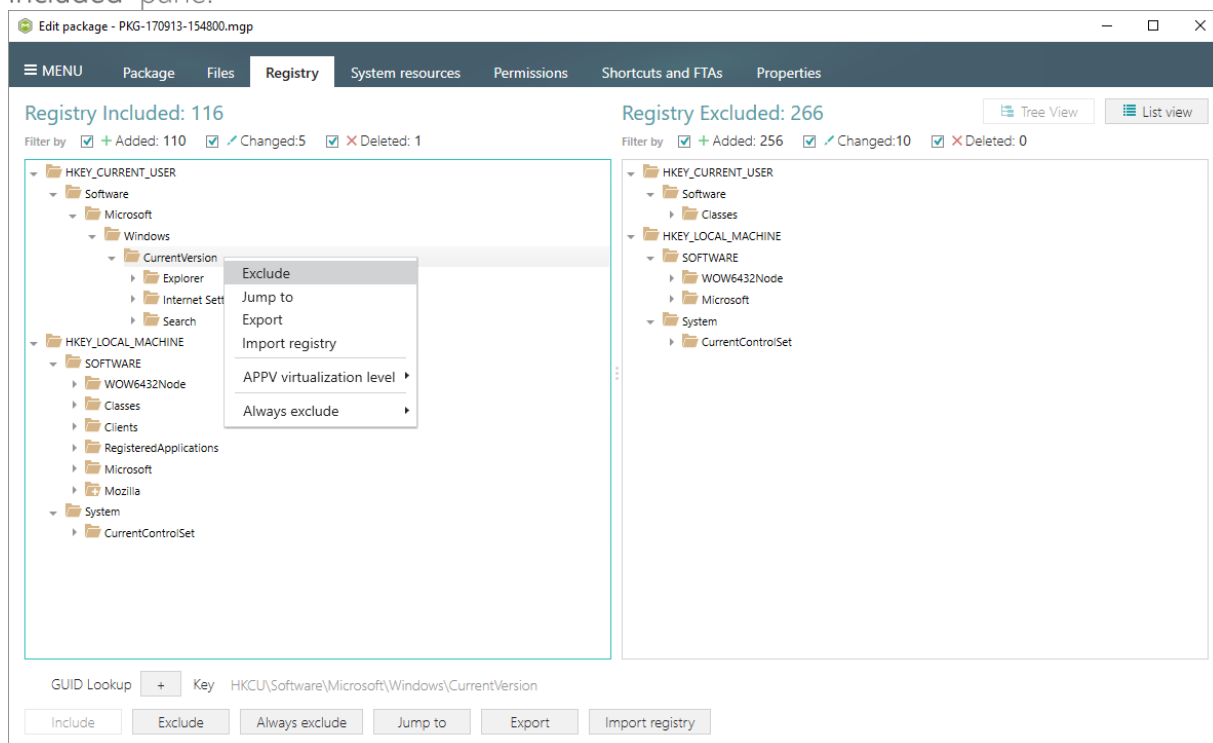 included pane.
Edit package - PKG-170913-154800.mgp
MENU Package Files Registry System resources Permissions Shortcuts and FTAs Properties
Registry Included: 116
Filter by + Added: 110 Changed:5 Deleted: 1
HKEY_CURRENT_USER
Software
Microsoft
Windows
CurrentVersion
Explorer
Internet Sett
Search
HKEY_LOCAL_MACHINE
SOFTWARE
WOW6432Node
Classes
Clients
RegisteredApplications
Microsoft
Mozilla
System
CurrentControlSet
Exclude
Jump to
Export
Import registry
APPV virtualization level
Always exclude
Registry Excluded: 266
Tree View List view
Filter by + Added: 256 Changed:10 Deleted: 0
HKEY_CURRENT_USER
Software
Classes
HKEY_LOCAL_MACHINE
SOFTWARE
WOW6432Node
Microsoft
System
CurrentControlSet
GUID Lookup + Key HKCU\Software\Microsoft\Windows\CurrentVersion
Include Exclude Always exclude Jump to Export Import registry